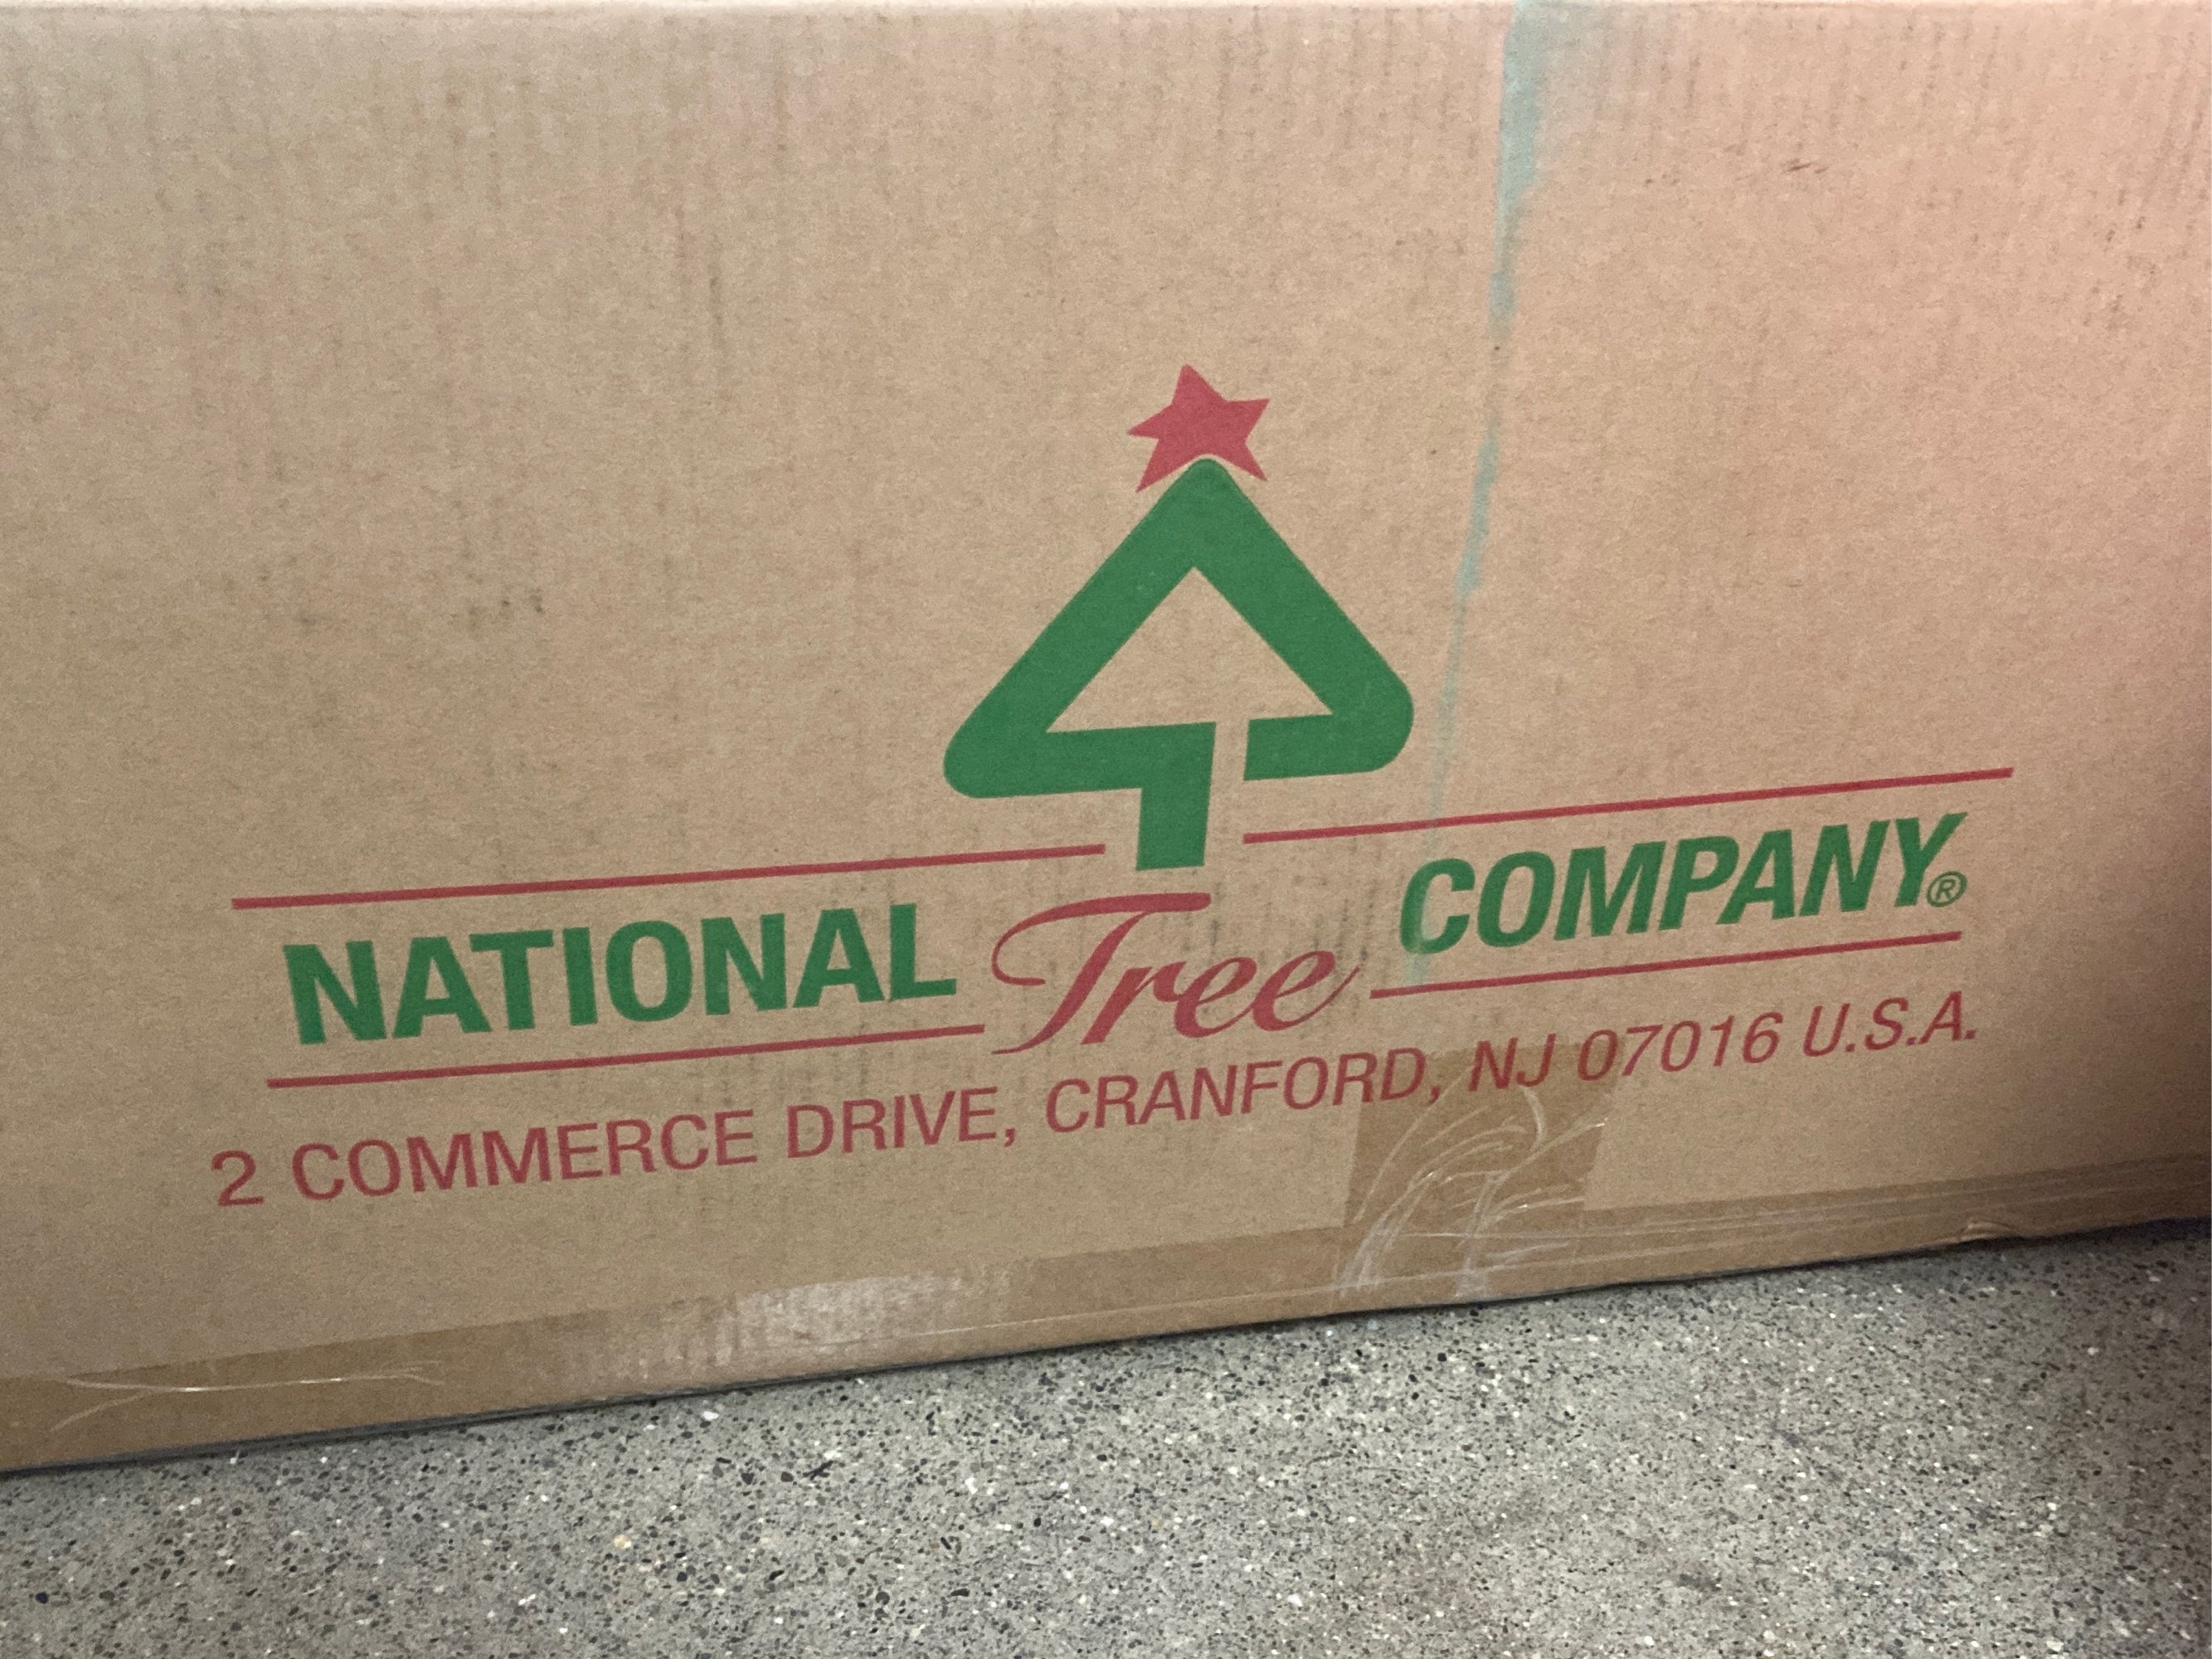 NATIONAL Tree COMPANY®
2 COMMERCE DRIVE, CRANFORD, NJ 07016 U.S.A.